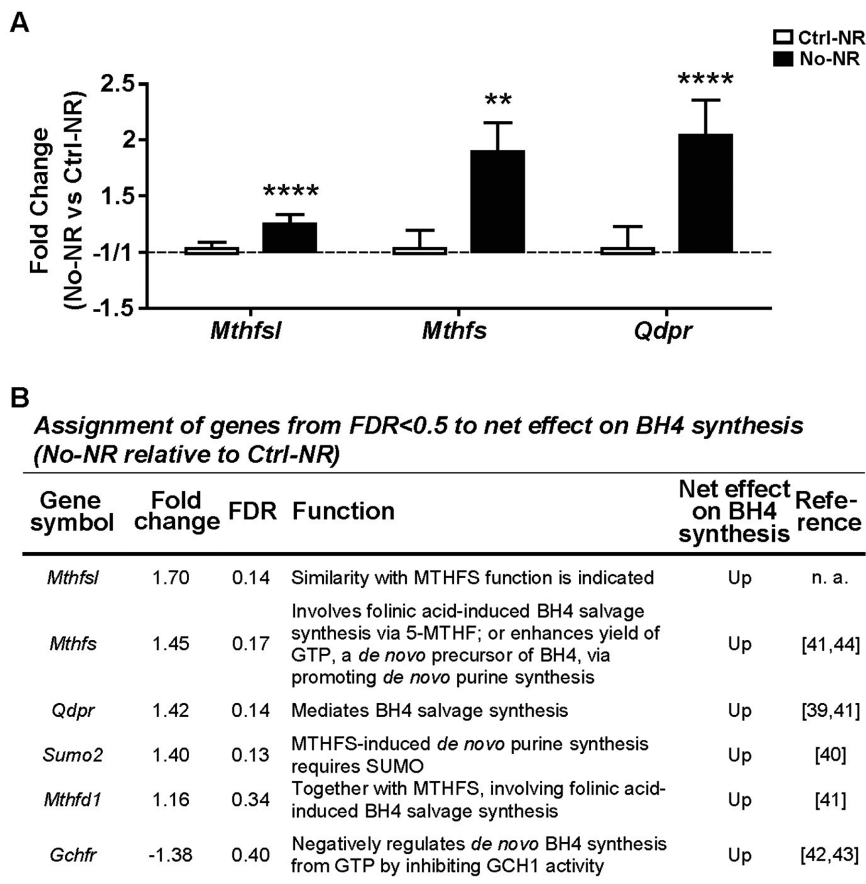 A
Ctrl-NR
No-NR
Fold Change
(No-NR vs Ctrl-NR)
2.5
2
1.5
-1/1
-1.5
****
**
****
Mthfsl
Mthfs
Qdpr
B
Assignment of genes from FDR<0.5 to net effect on BH4 synthesis
(No-NR relative to Ctrl-NR)
Gene symbol Fold change FDR Function Net effect on BH4 synthesis Refe-rence
Mthfsl 1.70 0.14 Similarity with MTHFS function is indicated Up n. a.
Involves folinic acid-induced BH4 salvage
synthesis via 5-MTHF; or enhances yield of
Mthfs 1.45 0.17 GTP, a de novo precursor of BH4, via Up [41,44]
promoting de novo purine synthesis
Qdpr 1.42 0.14 Mediates BH4 salvage synthesis Up [39,41]
Sumo2 1.40 0.13 MTHFS-induced de novo purine synthesis Up [40]
requires SUMO
Mthfd1 1.16 0.34 Together with MTHFS, involving folinic acid- Up [41]
induced BH4 salvage synthesis
Gchfr -1.38 0.40 Negatively regulates de novo BH4 synthesis Up [42,43]
from GTP by inhibiting GCH1 activity